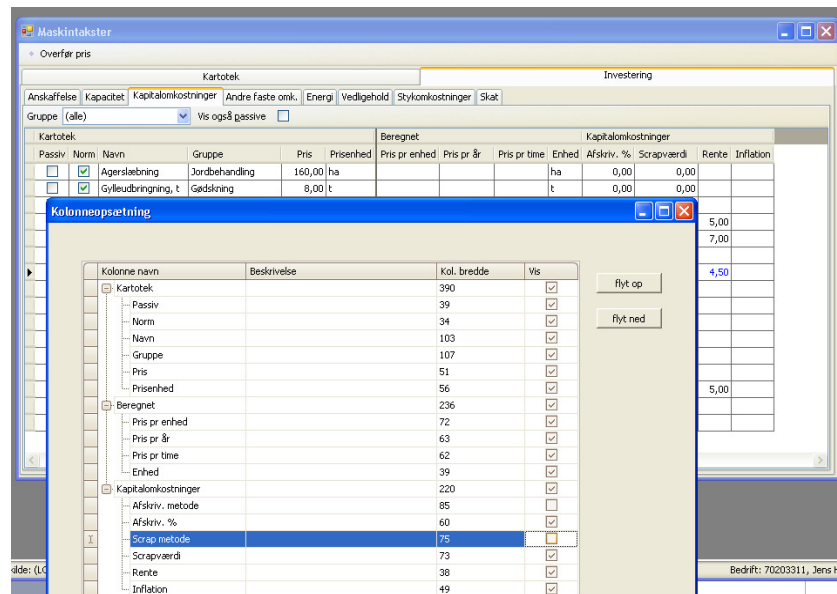 Maskintakster
Overfør pris
Kartotek Investering
Anskaffelse Kapacitet Kapitalomkostninger Andre faste omk. Energi Vedligehold Stykomkostninger Skat
Gruppe (alle) Vis også passive
Kartotek Beregnet Kapitalomkostninger
Passiv Norm Navn Gruppe Pris Prisenhed Pris pr enhed Pris pr år Pris pr time Enhed Afskriv. % Scrapværdi Rente Inflation
Agerslæbning Jordbehandling 160,00 ha ha 0,00 0,00
Gylleudbringning, t Gødskning 8,00 t t 0,00 0,00
Kolonneopsætning
5,00
7,00
4,50
5,00
Kolonne navn Beskrivelse Kol. bredde Vis
flyt op
flyt ned
Kartotek 390
Passiv 39
Norm 34
Navn 103
Gruppe 107
Pris 51
Prisenhed 56
Beregnet 236
Pris pr enhed 72
Pris pr år 63
Pris pr time 62
Enhed 39
Kapitalomkostninger 220
Afskriv. metode 85
Afskriv. % 60
Scrap metode 75
Scrapværdi 73
Rente 38
Inflation 49
kilde: (LO Bedrift: 70203311, Jens H